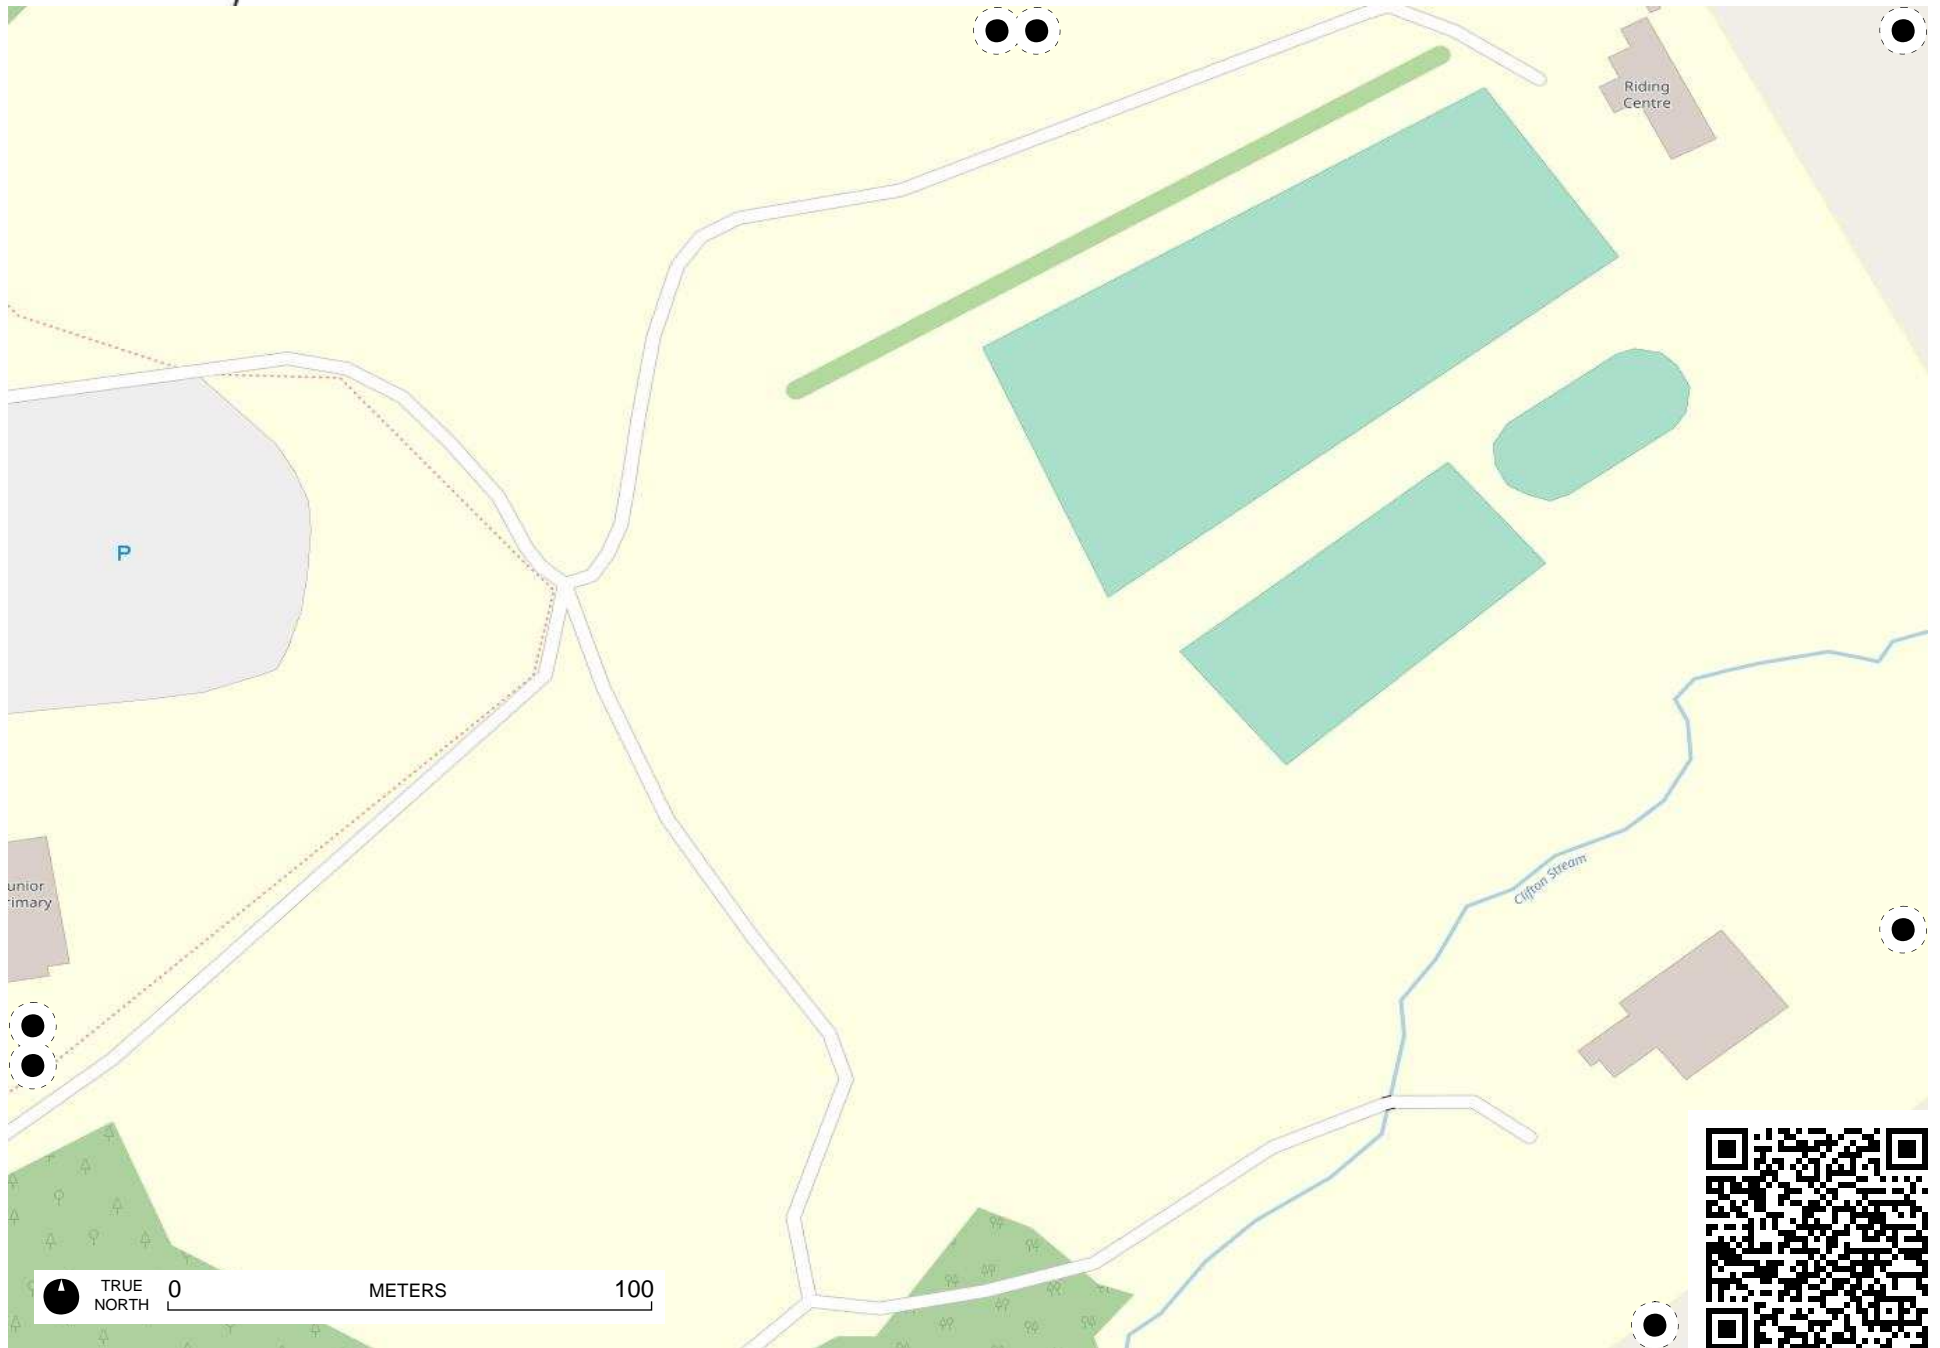 Riding
Centre
P
unior
rimary
Clifton Stream
TRUE
NORTH
0
METERS
100